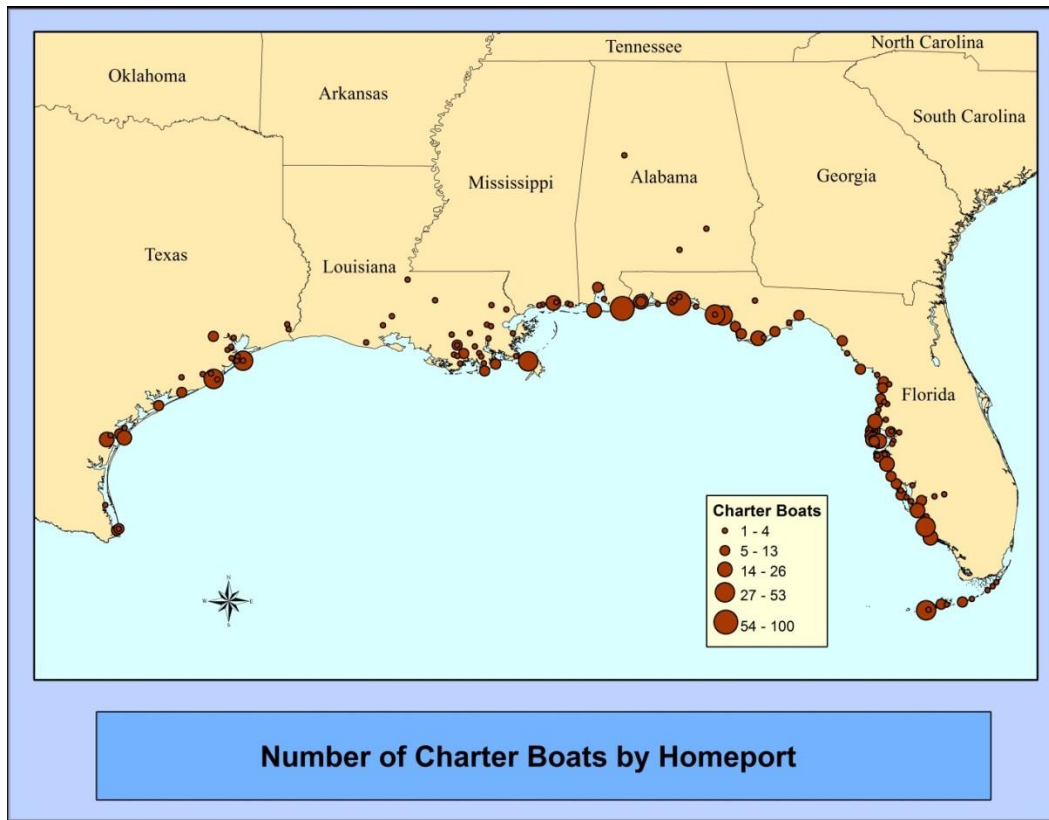 Tennessee
North Carolina
Oklahoma
Arkansas
South Carolina
Mississippi
Alabama
Georgia
Texas
Louisiana
Florida
Charter Boats
1 - 4
5 - 13
14 - 26
27 - 53
54 - 100
N
W
E
S
Number of Charter Boats by Homeport